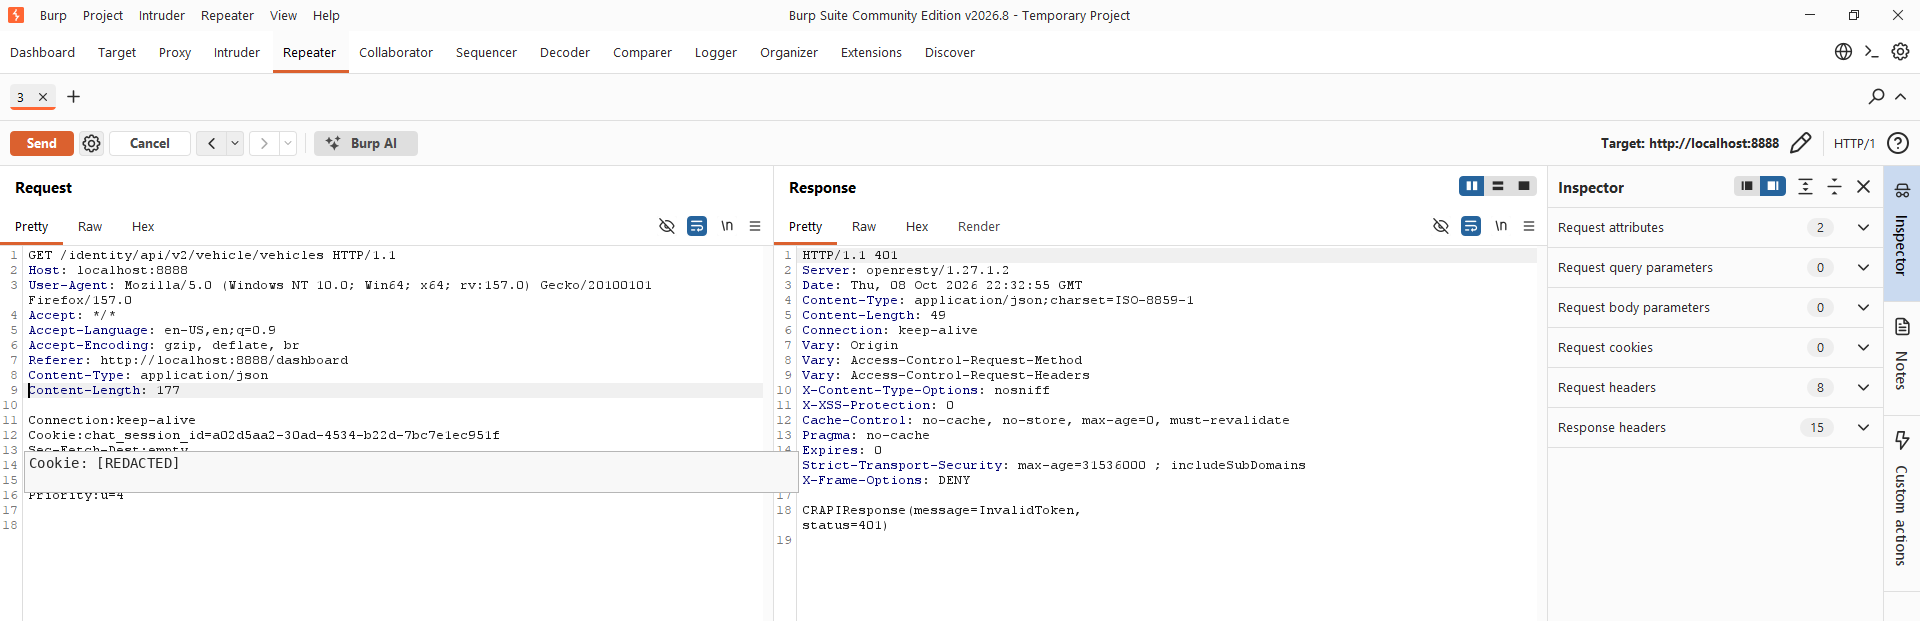 Burp Project Intruder Repeater View Help
Burp Suite Community Edition v2026.8 - Temporary Project
Dashboard Target Proxy Intruder Repeater Collaborator Sequencer Decoder Comparer Logger Organizer Extensions Discover
3
Send Cancel Burp AI
Target: http://localhost:8888 HTTP/1
Request
Pretty Raw Hex \n
1 GET /identity/api/v2/vehicle/vehicles HTTP/1.1
2 Host: localhost:8888
3 User-Agent: Mozilla/5.0 (Windows NT 10.0; Win64; x64; rv:157.0) Gecko/20100101
Firefox/157.0
4 Accept: */*
5 Accept-Language: en-US,en;q=0.9
6 Accept-Encoding: gzip, deflate, br
7 Referer: http://localhost:8888/dashboard
8 Content-Type: application/json
9 Content-Length: 177
10
11 Connection:keep-alive
12 Cookie:chat_session_id=a02d5aa2-30ad-4534-b22d-7bc7e1ec951f
13 Sec-Fetch-Dest:empty
14 Cookie: [REDACTED]
15
16 Priority:u=4
17
18
Response
Pretty Raw Hex Render \n
1 HTTP/1.1 401
2 Server: openresty/1.27.1.2
3 Date: Thu, 08 Oct 2026 22:32:55 GMT
4 Content-Type: application/json;charset=ISO-8859-1
5 Content-Length: 49
6 Connection: keep-alive
7 Vary: Origin
8 Vary: Access-Control-Request-Method
9 Vary: Access-Control-Request-Headers
10 X-Content-Type-Options: nosniff
11 X-XSS-Protection: 0
12 Cache-Control: no-cache, no-store, max-age=0, must-revalidate
13 Pragma: no-cache
14 Expires: 0
Strict-Transport-Security: max-age=31536000 ; includeSubDomains
X-Frame-Options: DENY
17
18 CRAPIResponse(message=InvalidToken,
status=401)
19
Inspector
Request attributes 2
Request query parameters 0
Request body parameters 0
Request cookies 0
Request headers 8
Response headers 15
Inspector
Notes
Custom actions